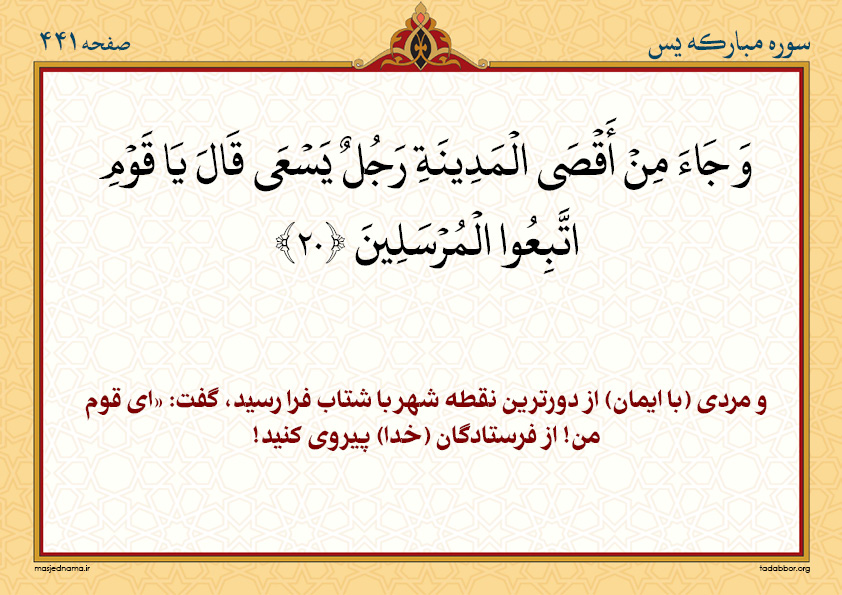 سوره مبارکه یس
صفحه ۴۴۱
وَ جَاءَ مِنْ أَقْصَى الْمَدِينَةِ رَجُلٌ يَسْعَى قَالَ يَا قَوْمِ
اتَّبِعُوا الْمُرْسَلِينَ ﴿۲۰﴾
و مردی (با ایمان) از دورترین نقطه شهر با شتاب فرا رسید، گفت: «ای قوم
من! از فرستادگان (خدا) پیروی کنید!
masjednama.ir
tadabbor.org